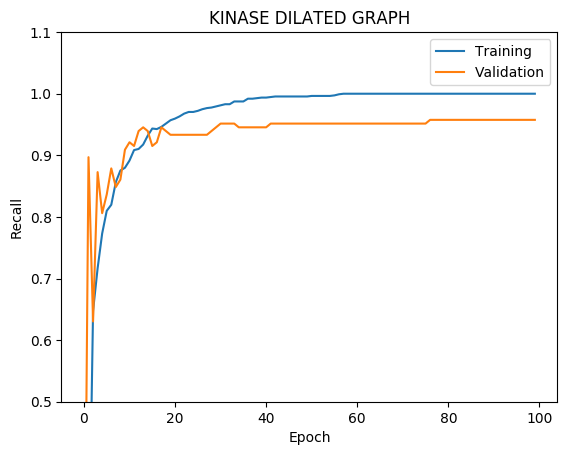 KINASE DILATED GRAPH
1.1
1.0
0.9
0.8
0.7
0.6
0.5
Recall
Training
Validation
0 20 40 60 80 100
Epoch